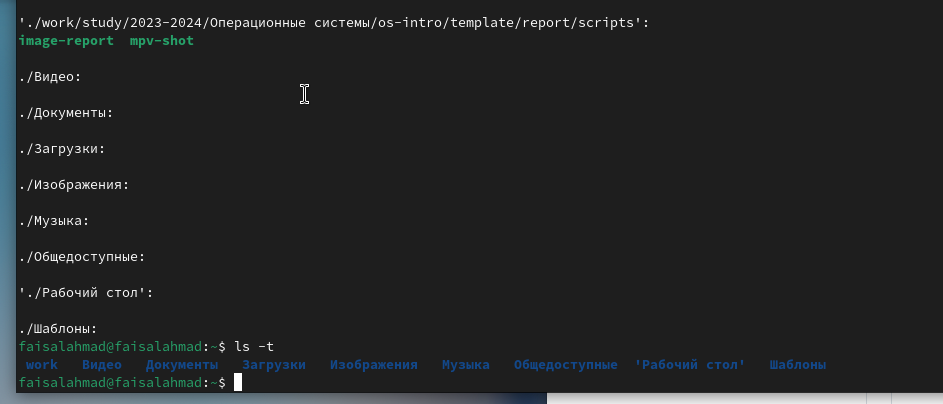 './work/study/2023-2024/Операционные системы/os-intro/template/report/scripts':
image-report  mpv-shot
./Видео:
./Документы:
./Загрузки:
./Изображения:
./Музыка:
./Общедоступные:
'./Рабочий стол':
./Шаблоны:
faisalahmad@faisalahmad:~$ ls -t
work   Видео   Документы   Загрузки   Изображения   Музыка   Общедоступные  'Рабочий стол'   Шаблоны
faisalahmad@faisalahmad:~$